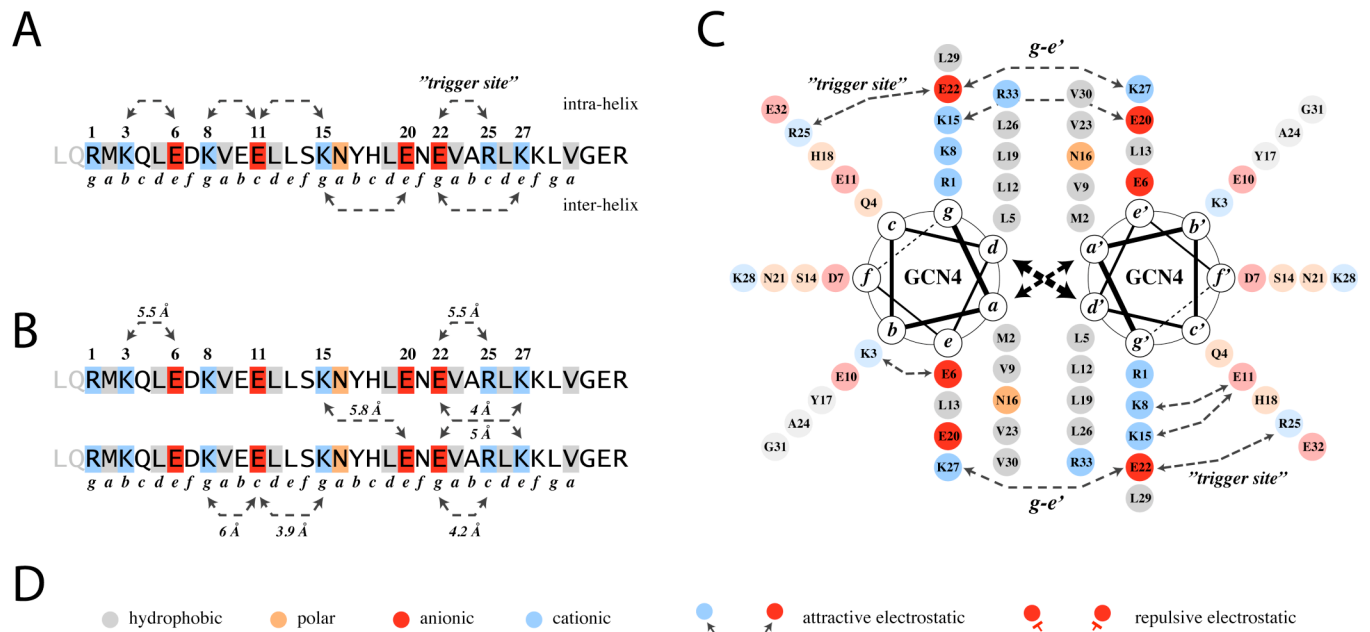 A
"trigger site"
intra-helix
1 3 6 8 11 15 20 22 25 27
LQRMKQLEDKVEELLSKNYHLENEVARLKKLVGER
g a b c d e f g a b c d e f g a b c d e f g a b c d e f g a
inter-helix
B
5.5 Å 5.5 Å
1 3 6 8 11 15 20 22 25 27
LQRMKQLEDKVEELLSKNYHLENEVARLKKLVGER
5.8 Å 4 Å
5 Å
LQRMKQLEDKVEELLSKNYHLENEVARLKKLVGER
g a b c d e f g a b c d e f g a b c d e f g a b c d e f g a
6 Å 3.9 Å 4.2 Å
C
g-e'
"trigger site"
L29
E22 R33 V30 K27
E32 K15 L26 V23 E20 G31
R25 K8 L19 N16 L13 A24
H18 R1 L12 V9 E6 Y17
E11 L5 M2 E10
Q4 K3
g e'
c d a' b'
K28 N21 S14 D7 f GCN4 GCN4 f' D7 S14 N21 K28
b a d' c'
e g'
K3 M2 L5 Q4
E10 E6 V9 L12 R1 E11
Y17 L13 N16 L19 K8 H18
A24 E20 V23 L26 K15 R25
G31 K27 V30 R33 E22 E32
L29
g-e'
"trigger site"
D
hydrophobic polar anionic cationic attractive electrostatic repulsive electrostatic